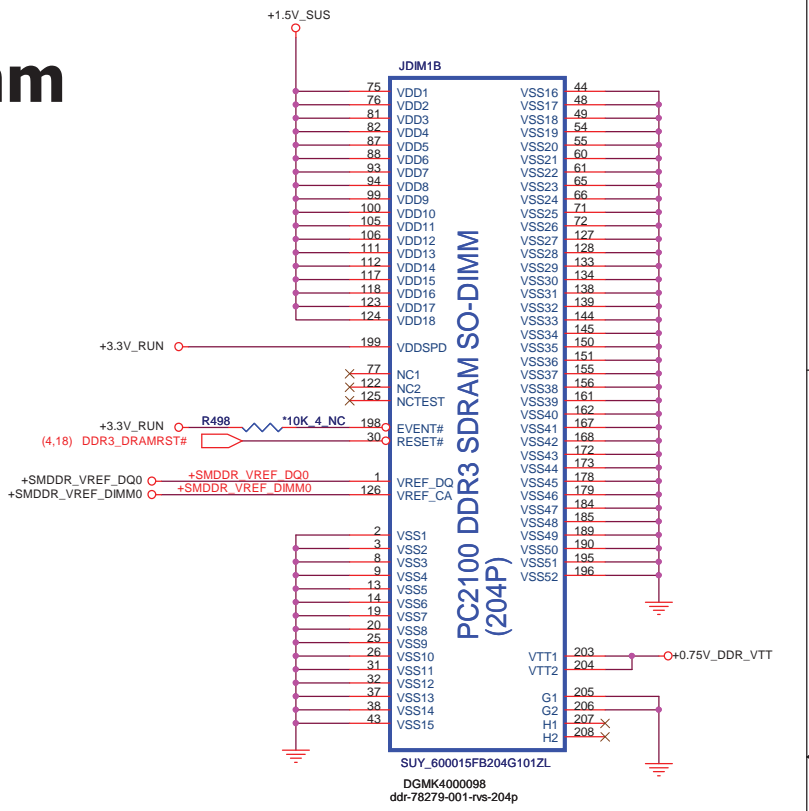 +1.5V_SUS
mm
JDIM1B
75 VDD1 VSS16 44
76 VDD2 VSS17 48
81 VDD3 VSS18 49
82 VDD4 VSS19 54
87 VDD5 VSS20 55
88 VDD6 VSS21 60
93 VDD7 VSS22 61
94 VDD8 VSS23 65
99 VDD9 VSS24 66
100 VDD10 VSS25 71
105 VDD11 VSS26 72
106 VDD12 VSS27 127
111 VDD13 VSS28 128
112 VDD14 VSS29 133
117 VDD15 VSS30 134
118 VDD16 VSS31 138
123 VDD17 VSS32 139
124 VDD18 VSS33 144
VSS34 145
+3.3V_RUN 199 VDDSPD VSS35 150
VSS36 151
77 NC1 VSS37 155
122 NC2 VSS38 156
125 NCTEST VSS39 161
VSS40 162
+3.3V_RUN R498 *10K_4_NC 198 EVENT# VSS41 167
(4,18) DDR3_DRAMRST# 30 RESET# VSS42 168
VSS43 172
VSS44 173
+SMDDR_VREF_DQ0 +SMDDR_VREF_DQ0 1 VREF_DQ VSS45 178
+SMDDR_VREF_DIMM0 +SMDDR_VREF_DIMM0 126 VREF_CA VSS46 179
VSS47 184
VSS48 185
2 VSS1 VSS49 189
3 VSS2 VSS50 190
8 VSS3 VSS51 195
9 VSS4 VSS52 196
13 VSS5
14 VSS6
19 VSS7
20 VSS8
25 VSS9
26 VSS10 VTT1 203 +0.75V_DDR_VTT
31 VSS11 VTT2 204
32 VSS12
37 VSS13 G1 205
38 VSS14 G2 206
43 VSS15 H1 207
H2 208
PC2100 DDR3 SDRAM SO-DIMM
(204P)
SUY_600015FB204G101ZL
DGMK4000098
ddr-78279-001-rvs-204p